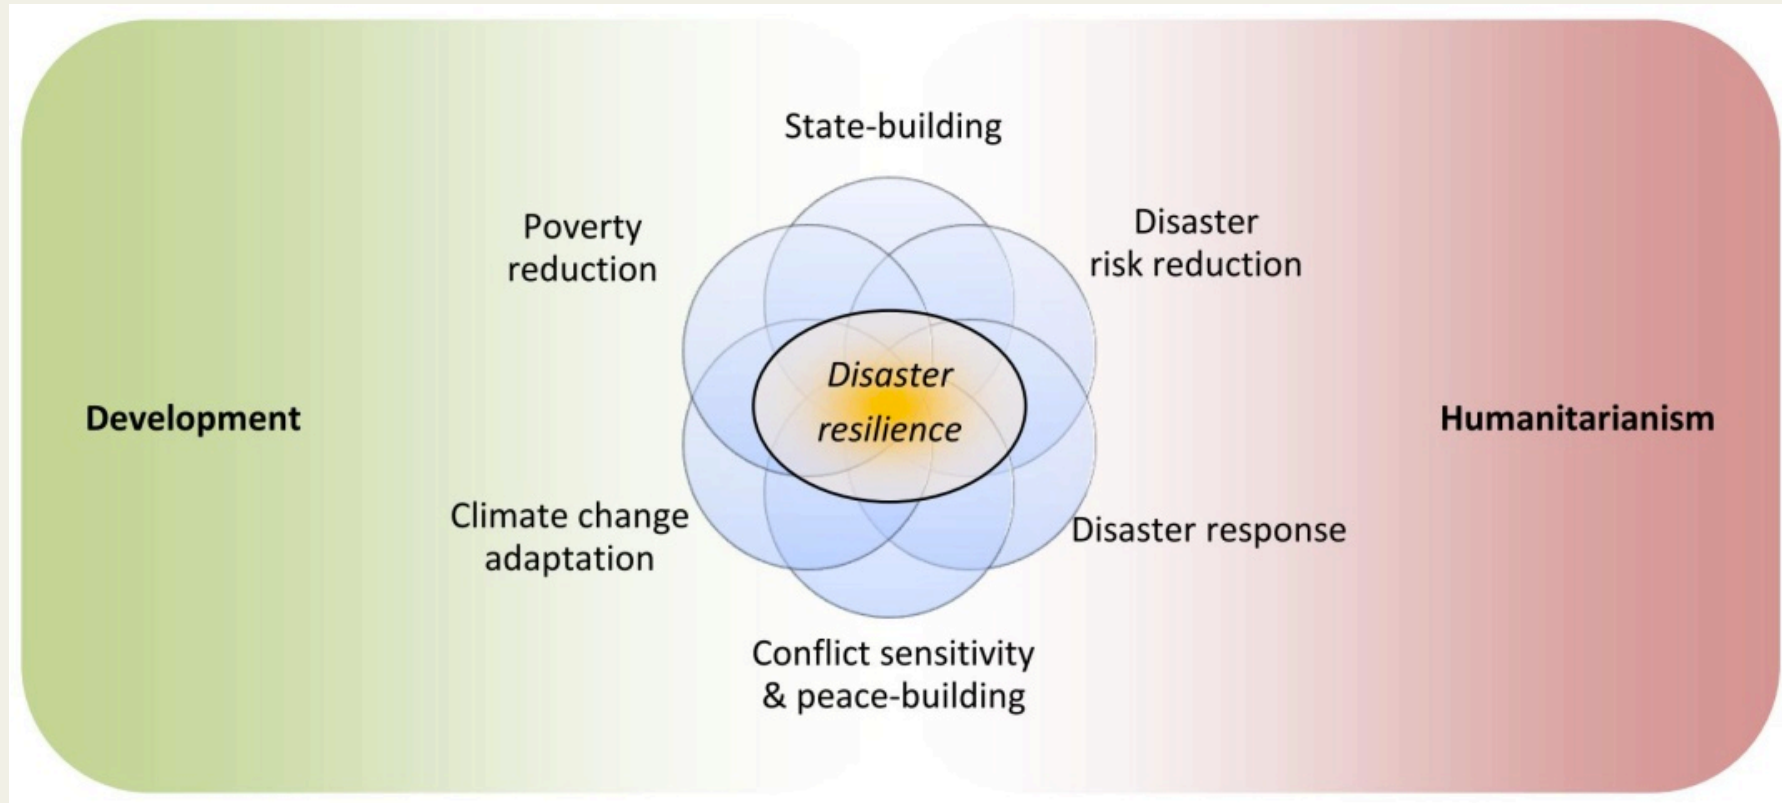 State-building
Poverty
reduction
Disaster
risk reduction
Disaster
resilience
Development
Humanitarianism
Climate change
adaptation
Disaster response
Conflict sensitivity
& peace-building